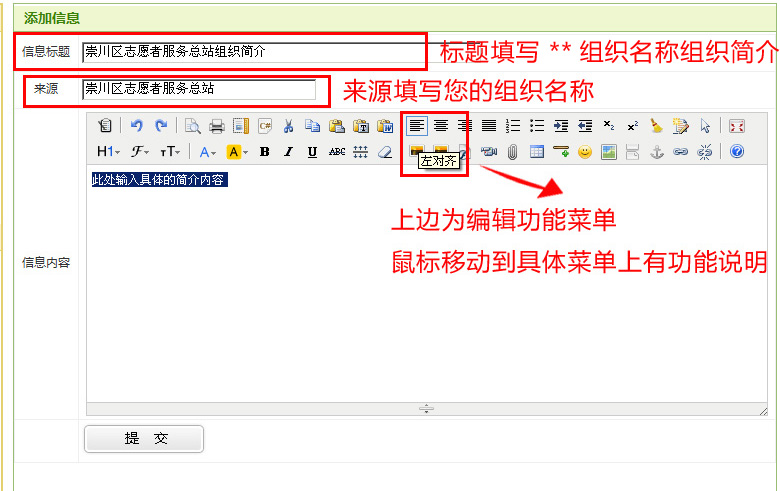 添加信息
信息标题 崇川区志愿者服务总站组织简介 标题填写 ** 组织名称组织简介
来源 崇川区志愿者服务总站 来源填写您的组织名称
H1 F TT A A B I U ABC
左对齐
此处输入具体的简介内容
上边为编辑功能菜单
鼠标移动到具体菜单上有功能说明
信息内容
提 交